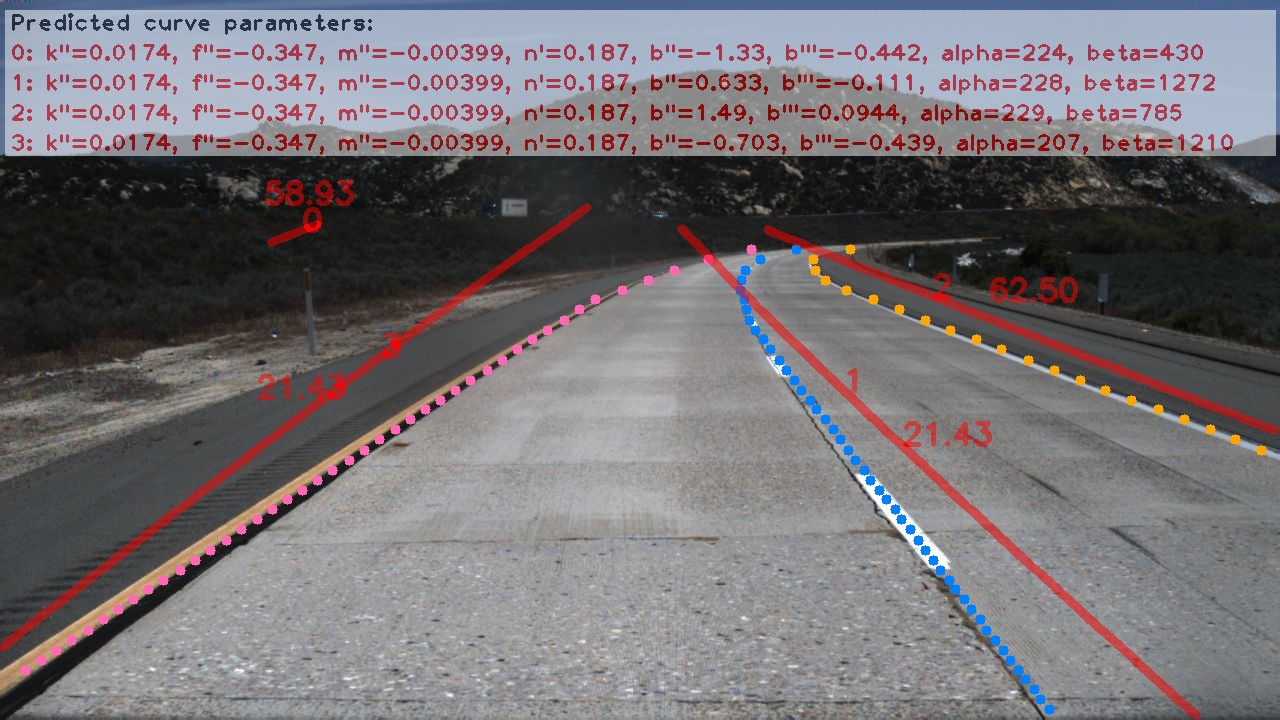 Predicted curve parameters:
0: k''=0.0174, f''=-0.347, m''=-0.00399, n'=0.187, b''=-1.33, b'''=-0.442, alpha=224, beta=430
1: k''=0.0174, f''=-0.347, m''=-0.00399, n'=0.187, b''=0.633, b'''=-0.111, alpha=228, beta=1272
2: k''=0.0174, f''=-0.347, m''=-0.00399, n'=0.187, b''=1.49, b'''=0.0944, alpha=229, beta=785
3: k''=0.0174, f''=-0.347, m''=-0.00399, n'=0.187, b''=-0.703, b'''=-0.439, alpha=207, beta=1210
58.93
0
2
62.50
3
21.43
1
21.43